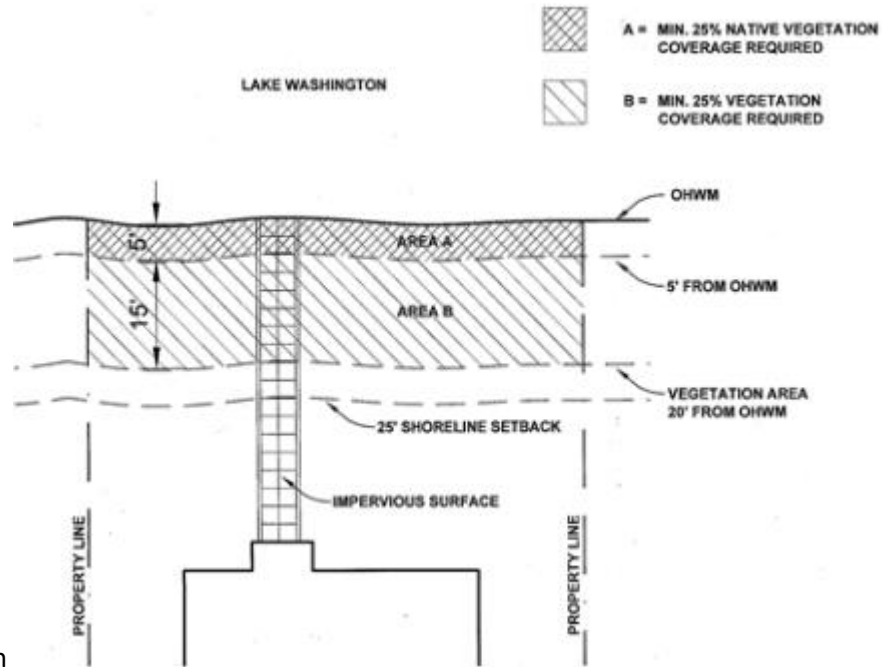 A = MIN. 25% NATIVE VEGETATION
COVERAGE REQUIRED
LAKE WASHINGTON
B = MIN. 25% VEGETATION
COVERAGE REQUIRED
OHWM
5'
AREA A
5' FROM OHWM
15'
AREA B
VEGETATION AREA
20' FROM OHWM
25' SHORELINE SETBACK
IMPERVIOUS SURFACE
PROPERTY LINE
PROPERTY LINE